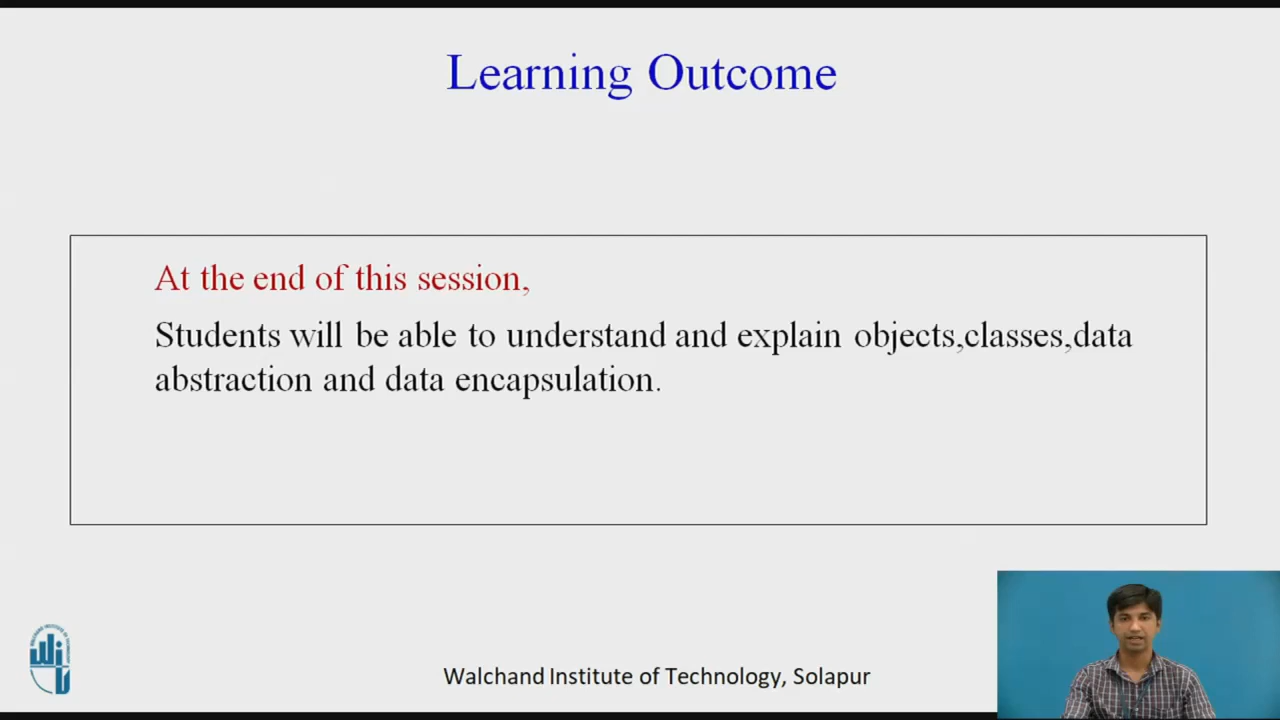 Learning Outcome
At the end of this session,
Students will be able to understand and explain objects,classes,data
abstraction and data encapsulation.
Walchand Institute of Technology, Solapur